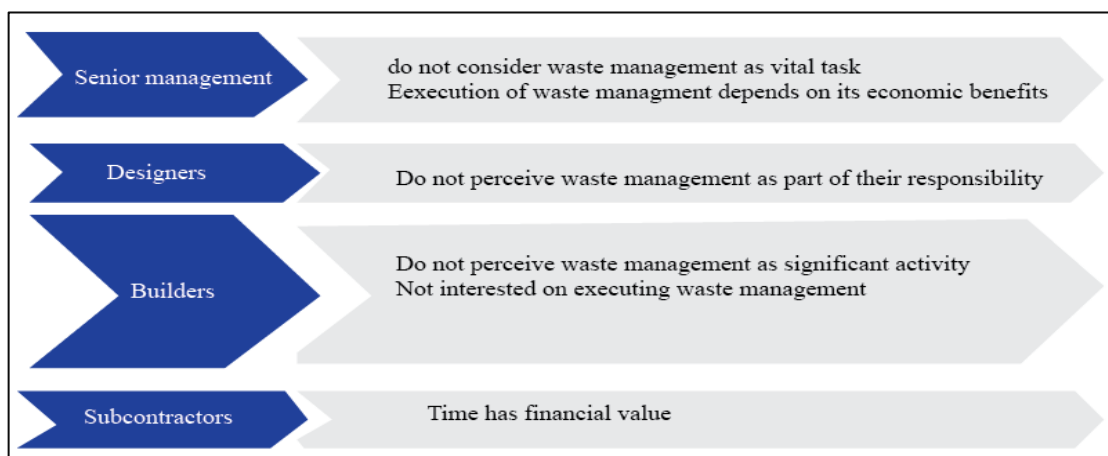 Senior management
do not consider waste management as vital task
Eexecution of waste managment depends on its economic benefits
Designers
Do not perceive waste management as part of their responsibility
Builders
Do not perceive waste management as significant activity
Not interested on executing waste management
Subcontractors
Time has financial value